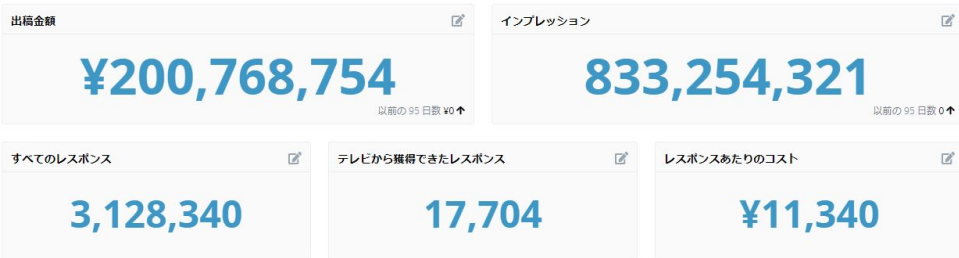 出稿金額
¥200,768,754
以前の 95 日数 ¥0
インプレッション
833,254,321
以前の 95 日数 0
すべてのレスポンス
3,128,340
テレビから獲得できたレスポンス
17,704
レスポンスあたりのコスト
¥11,340